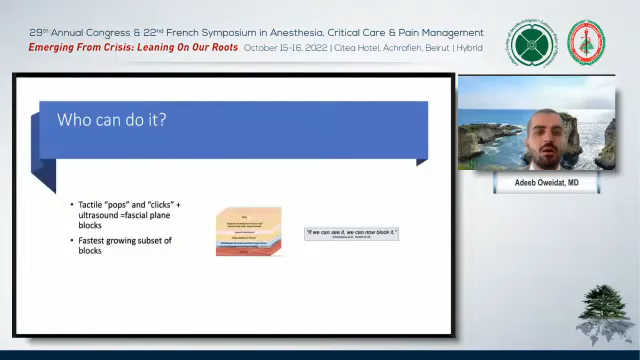 29th Annual Congress & 22nd French Symposium in Anesthesia, Critical Care & Pain Management
Emerging From Crisis: Leaning On Our Roots October 15-16, 2022 | Citea Hotel, Achrafieh, Beirut | Hybrid
Who can do it?
• Tactile "pops" and "clicks" +
ultrasound =fascial plane
blocks
• Fastest growing subset of
blocks
"If we can see it, we can now block it."
Adeeb Oweidat, MD